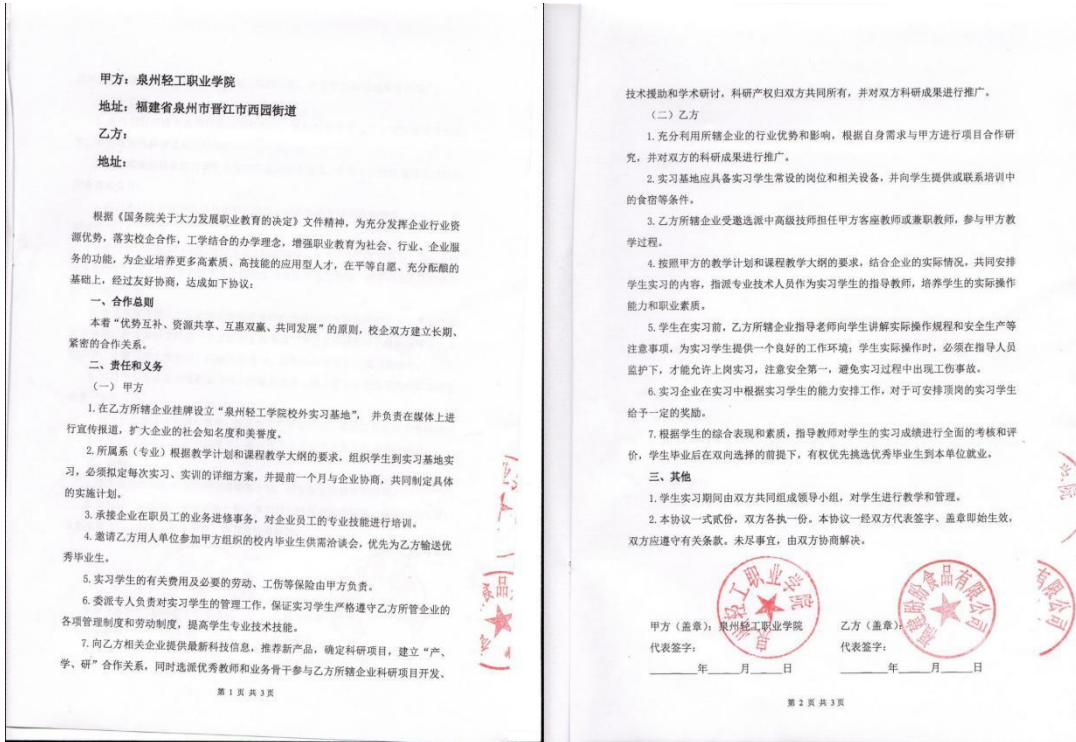 甲方：泉州轻工职业学院
地址：福建省泉州市晋江市西园街道
乙方：
地址：
根据《国务院关于大力发展职业教育的决定》文件精神，为充分发挥企业行业资
源优势，落实校企合作，工学结合的办学理念，增强职业教育为社会、行业、企业服
务的功能，为企业培养更多高素质、高技能的应用型人才，在平等自愿、充分酝酿的
基础上，经过友好协商，达成如下协议：
一、合作总则
本着“优势互补、资源共享、互惠双赢、共同发展”的原则，校企双方建立长期、
紧密的合作关系。
二、责任和义务
（一） 甲方
1.在乙方所辖企业挂牌设立“泉州轻工学院校外实习基地”， 并负责在媒体上进
行宣传报道，扩大企业的社会知名度和美誉度。
2.所属系（专业）根据教学计划和课程教学大纲的要求，组织学生到实习基地实
习，必须拟定每次实习、实训的详细方案，并提前一个月与企业协商，共同制定具体
的实施计划。
3.承接企业在职员工的业务进修事务，对企业员工的专业技能进行培训。
4.邀请乙方用人单位参加甲方组织的校内毕业生供需洽谈会，优先为乙方输送优
秀毕业生。
5.实习学生的有关费用及必要的劳动、工伤等保险由甲方负责。
6.委派专人负责对实习学生的管理工作，保证实习学生严格遵守乙方所管企业的
各项管理制度和劳动制度，提高学生专业技术技能。
7.向乙方相关企业提供最新科技信息，推荐新产品，确定科研项目，建立“产、
学、研”合作关系，同时选派优秀教师和业务骨干参与乙方所辖企业科研项目开发、
第 1 页 共 3 页
技术援助和学术研讨，科研产权归双方共同所有，并对双方科研成果进行推广。
（二）乙方
1.充分利用所辖企业的行业优势和影响，根据自身需求与甲方进行项目合作研
究，并对双方的科研成果进行推广。
2.实习基地应具备实习学生常设的岗位和相关设备，并向学生提供或联系培训中
的食宿等条件。
3.乙方所辖企业受邀选派中高级技师担任甲方客座教师或兼职教师，参与甲方教
学过程。
4.按照甲方的教学计划和课程教学大纲的要求，结合企业的实际情况，共同安排
学生实习的内容，指派专业技术人员作为实习学生的指导教师，培养学生的实际操作
能力和职业素质。
5.学生在实习前，乙方所辖企业指导老师向学生讲解实际操作规程和安全生产等
注意事项，为实习学生提供一个良好的工作环境；学生实际操作时，必须在指导人员
监护下，才能允许上岗实习，注意安全第一，避免实习过程中出现工伤事故。
6.实习企业在实习中根据实习学生的能力安排工作，对于可安排顶岗的实习学生
给予一定的奖励。
7.根据学生的综合表现和素质，指导教师对学生的实习成绩进行全面的考核和评
价，学生毕业后在双向选择的前提下，有权优先挑选优秀毕业生到本单位就业。
三、其他
1.学生实习期间由双方共同组成领导小组，对学生进行教学和管理。
2.本协议一式贰份，双方各执一份。本协议一经双方代表签字、盖章即始生效，
双方应遵守有关条款。未尽事宜，由双方协商解决。
甲方（盖章）：泉州轻工职业学院
代表签字：
年 月 日
泉州轻工职业学院
乙方（盖章）：
代表签字：
年 月 日
福建盼盼食品有限公司
有限公司
第 2 页 共 3 页